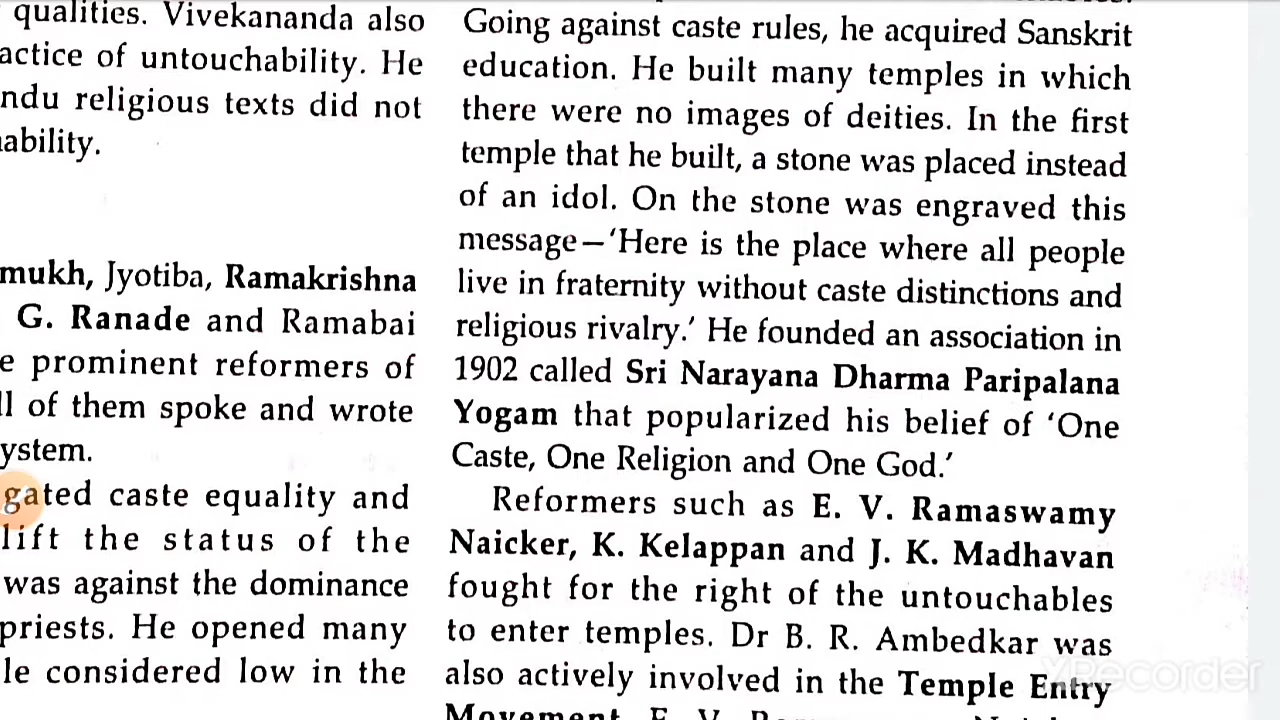 qualities. Vivekananda also
actice of untouchability. He
ndu religious texts did not
ability.
mukh, Jyotiba, Ramakrishna
G. Ranade and Ramabai
e prominent reformers of
ll of them spoke and wrote
ystem.
gated caste equality and
lift the status of the
was against the dominance
priests. He opened many
le considered low in the
Going against caste rules, he acquired Sanskrit
education. He built many temples in which
there were no images of deities. In the first
temple that he built, a stone was placed instead
of an idol. On the stone was engraved this
message—'Here is the place where all people
live in fraternity without caste distinctions and
religious rivalry.' He founded an association in
1902 called Sri Narayana Dharma Paripalana
Yogam that popularized his belief of 'One
Caste, One Religion and One God.'
Reformers such as E. V. Ramaswamy
Naicker, K. Kelappan and J. K. Madhavan
fought for the right of the untouchables
to enter temples. Dr B. R. Ambedkar was
also actively involved in the Temple Entry
Movement. E. V.
XRecorder